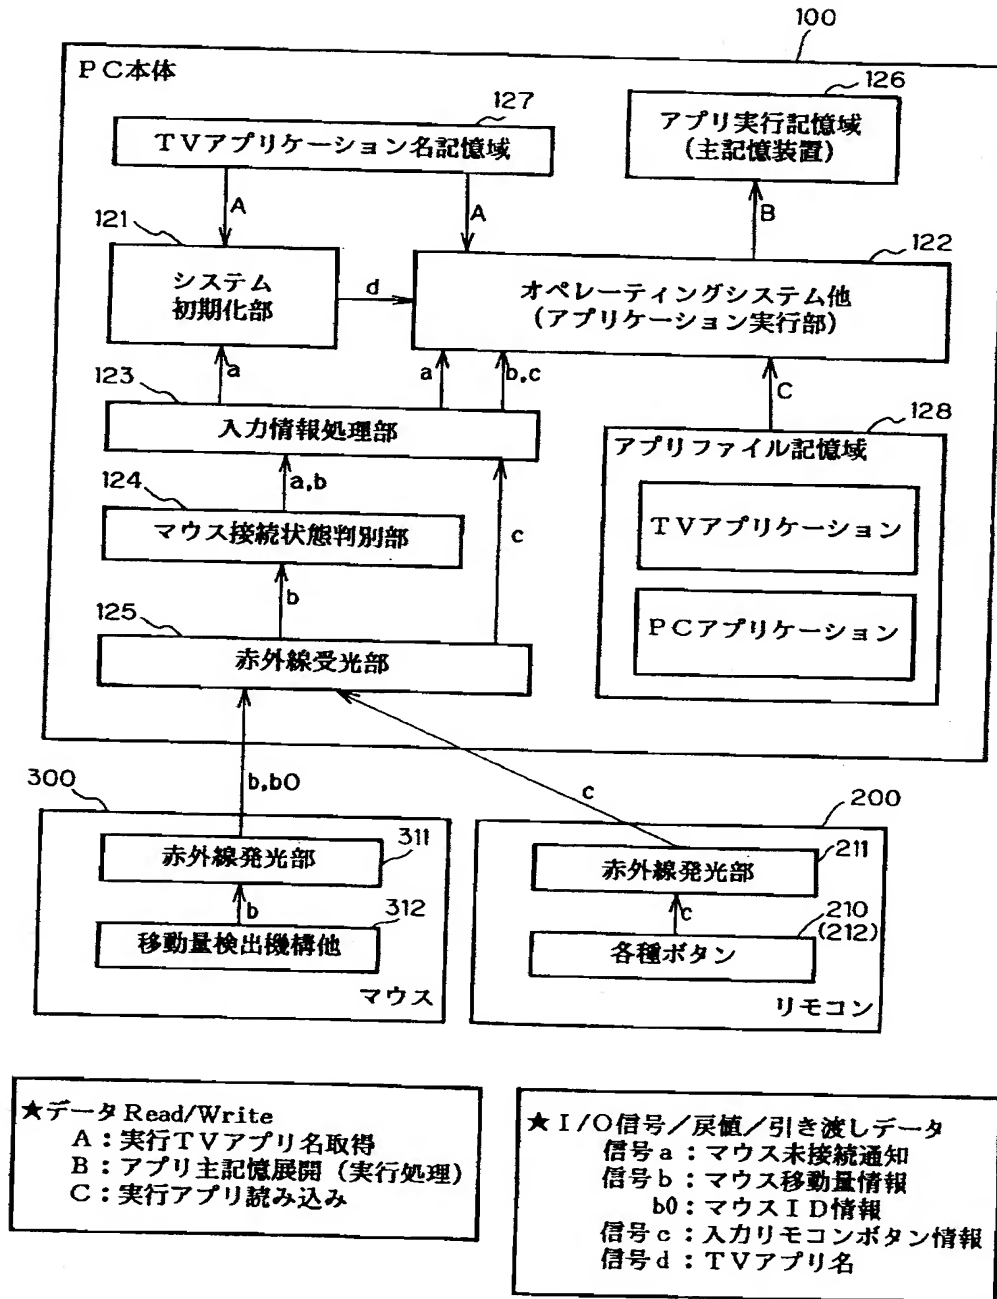 100
PC本体
126
127
アプリ実行記憶域
(主記憶装置)
TVアプリケーション名記憶域
A
A
B
121
122
システム
初期化部
d
オペレーティングシステム他
(アプリケーション実行部)
a
a
b,c
C
123
128
入力情報処理部
アプリファイル記憶域
124
a,b
c
TVアプリケーション
マウス接続状態判別部
b
125
PCアプリケーション
赤外線受光部
300
b,b0
c
200
赤外線発光部
311
赤外線発光部
211
b
312
c
210
(212)
移動量検出機構他
各種ボタン
マウス
リモコン
★データRead/Write
A:実行TVアプリ名取得
B:アプリ主記憶展開(実行処理)
C:実行アプリ読み込み
★I/O信号/戻値/引き渡しデータ
信号a:マウス未接続通知
信号b:マウス移動量情報
b0:マウスID情報
信号c:入力リモコンボタン情報
信号d:TVアプリ名